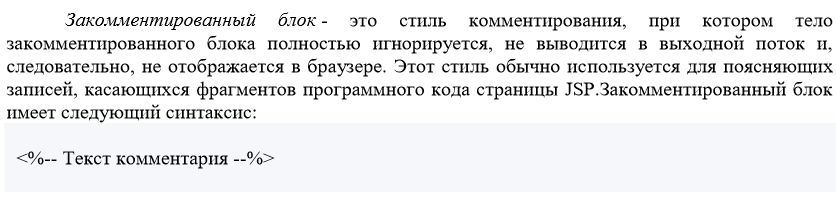 Закомментированный блок - это стиль комментирования, при котором тело
закомментированного блока полностью игнорируется, не выводится в выходной поток и,
следовательно, не отображается в браузере. Этот стиль обычно используется для поясняющих
записей, касающихся фрагментов программного кода страницы JSP.Закомментированный блок
имеет следующий синтаксис:
<%-- Текст комментария --%>